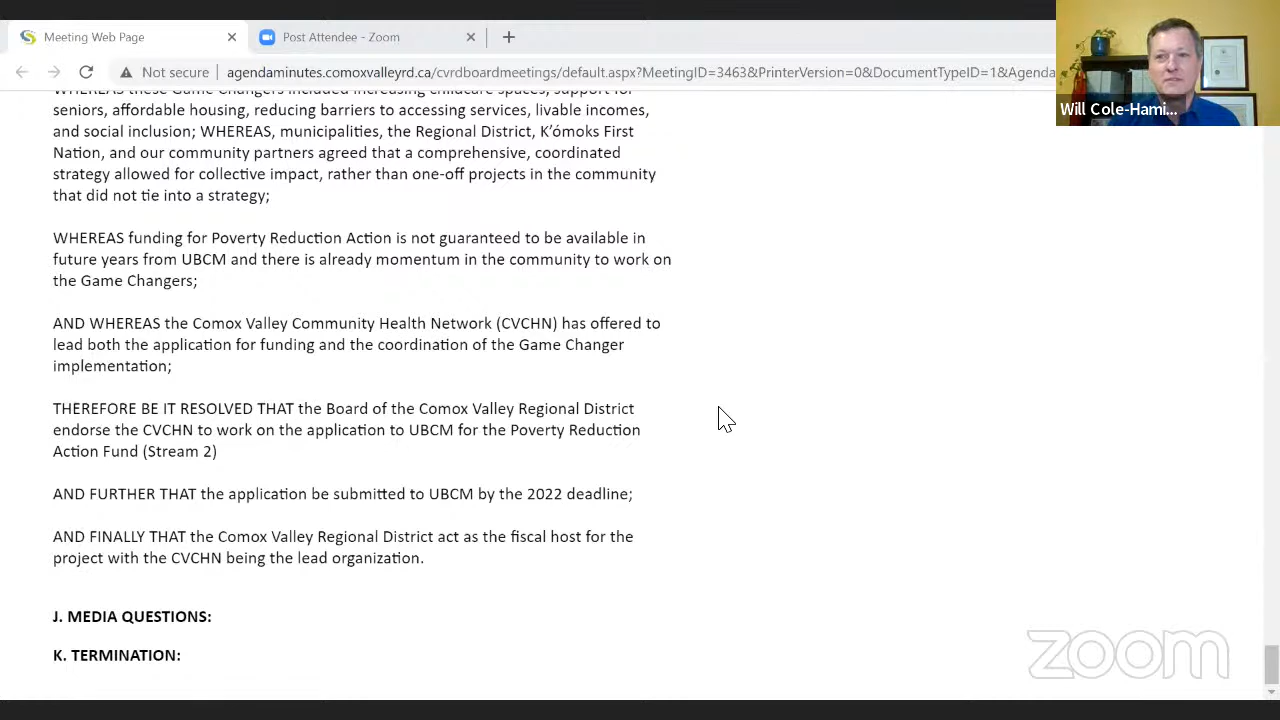 Meeting Web Page
Post Attendee - Zoom
Not secure
agendaminutes.comoxvalleyrd.ca/cvrdboardmeetings/default.aspx?MeetingID=3463&PrinterVersion=0&DocumentTypeID=1&Agenda
Will Cole-Hami...
WHEREAS these Game Changers included increasing childcare spaces, support for
seniors, affordable housing, reducing barriers to accessing services, livable incomes,
and social inclusion; WHEREAS, municipalities, the Regional District, K’ómoks First
Nation, and our community partners agreed that a comprehensive, coordinated
strategy allowed for collective impact, rather than one-off projects in the community
that did not tie into a strategy;
WHEREAS funding for Poverty Reduction Action is not guaranteed to be available in
future years from UBCM and there is already momentum in the community to work on
the Game Changers;
AND WHEREAS the Comox Valley Community Health Network (CVCHN) has offered to
lead both the application for funding and the coordination of the Game Changer
implementation;
THEREFORE BE IT RESOLVED THAT the Board of the Comox Valley Regional District
endorse the CVCHN to work on the application to UBCM for the Poverty Reduction
Action Fund (Stream 2)
AND FURTHER THAT the application be submitted to UBCM by the 2022 deadline;
AND FINALLY THAT the Comox Valley Regional District act as the fiscal host for the
project with the CVCHN being the lead organization.
J. MEDIA QUESTIONS:
K. TERMINATION:
zoom